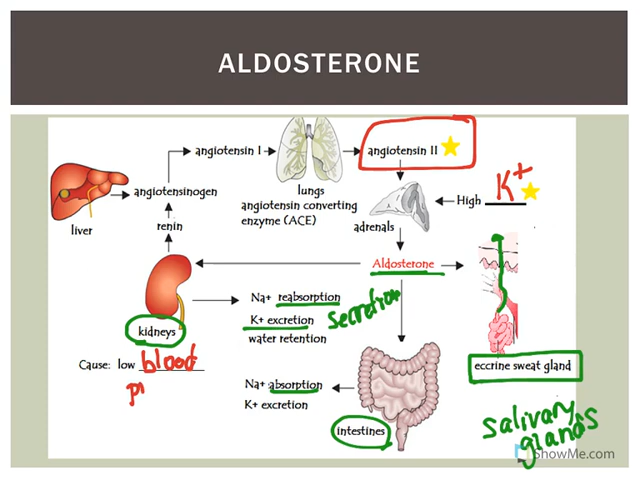 ALDOSTERONE
angiotensin I
angiotensin II
lungs
angiotensin converting
enzyme (ACE)
High K+
adrenals
liver
angiotensinogen
renin
Aldosterone
kidneys
Na+ reabsorption
K+ excretion
secretion
water retention
Cause: low blood
eccrine sweat gland
Na+ absorption
K+ excretion
intestines
salivary
glands
ShowMe.com